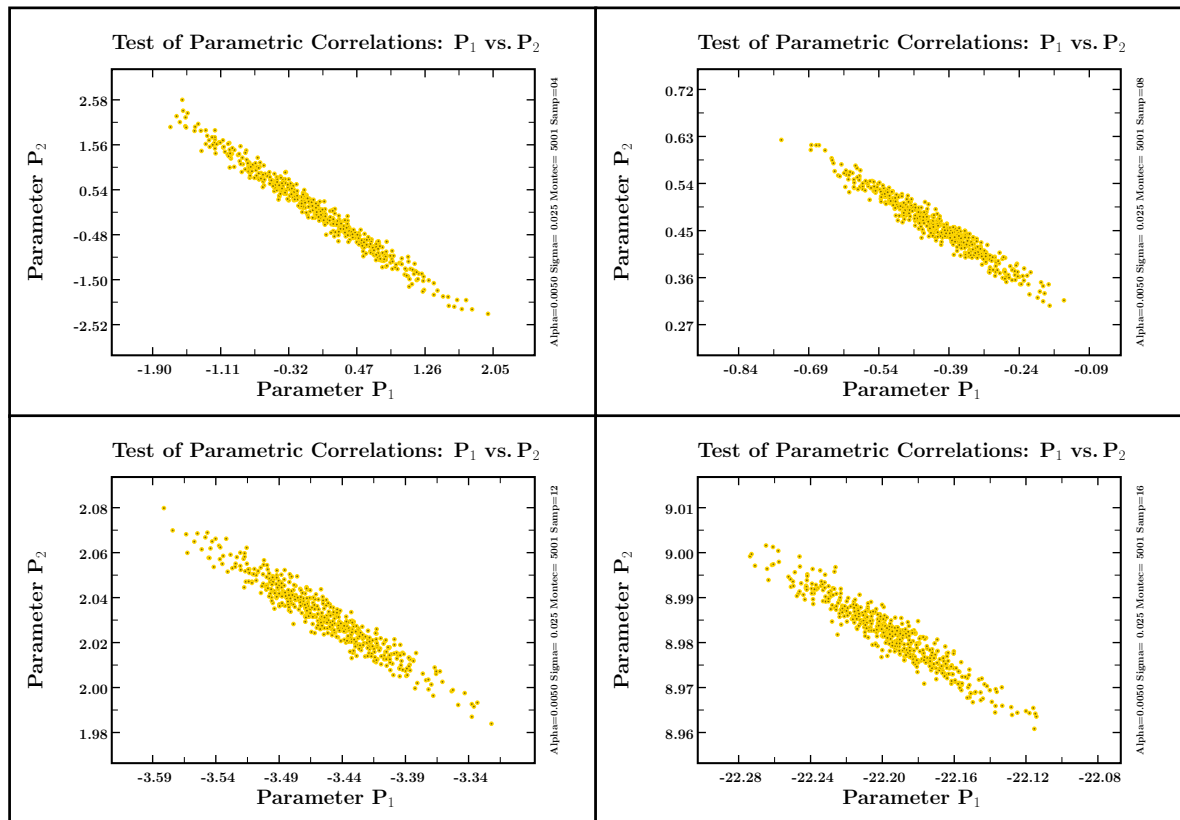 Test of Parametric Correlations: P₁ vs. P₂
Parameter P₂
2.58
1.56
0.54
-0.48
-1.50
-2.52
-1.90 -1.11 -0.32 0.47 1.26 2.05
Parameter P₁
Alpha=0.0050 Sigma= 0.025 Montec= 5001 Samp=04
Test of Parametric Correlations: P₁ vs. P₂
Parameter P₂
0.72
0.63
0.54
0.45
0.36
0.27
-0.84 -0.69 -0.54 -0.39 -0.24 -0.09
Parameter P₁
Alpha=0.0050 Sigma= 0.025 Montec= 5001 Samp=08
Test of Parametric Correlations: P₁ vs. P₂
Parameter P₂
2.08
2.06
2.04
2.02
2.00
1.98
-3.59 -3.54 -3.49 -3.44 -3.39 -3.34
Parameter P₁
Alpha=0.0050 Sigma= 0.025 Montec= 5001 Samp=12
Test of Parametric Correlations: P₁ vs. P₂
Parameter P₂
9.01
9.00
8.99
8.98
8.97
8.96
-22.28 -22.24 -22.20 -22.16 -22.12 -22.08
Parameter P₁
Alpha=0.0050 Sigma= 0.025 Montec= 5001 Samp=16